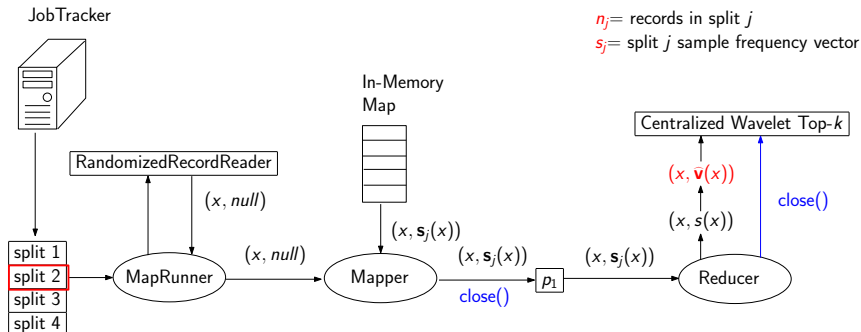 JobTracker
n_j= records in split j
s_j= split j sample frequency vector
In-Memory
Map
Centralized Wavelet Top-k
RandomizedRecordReader
(x, v̂(x))
(x, null)
close()
(x, s(x))
(x, s_j(x))
split 1
split 2
split 3
split 4
MapRunner
(x, null)
Mapper
(x, s_j(x))
close()
p_1
(x, s_j(x))
Reducer